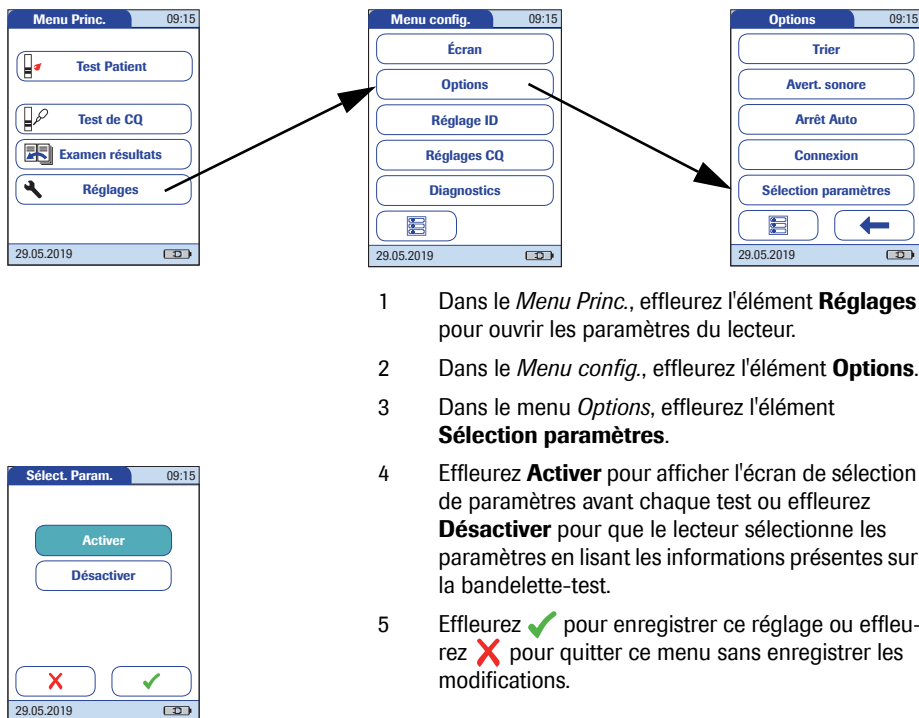 Menu Princ. 09:15
Test Patient
Test de CQ
Examen résultats
Réglages
29.05.2019
Menu config. 09:15
Écran
Options
Réglage ID
Réglages CQ
Diagnostics
29.05.2019
Options 09:15
Trier
Avert. sonore
Arrêt Auto
Connexion
Sélection paramètres
29.05.2019
1 Dans le Menu Princ., effleurez l'élément Réglages
pour ouvrir les paramètres du lecteur.
2 Dans le Menu config., effleurez l'élément Options.
3 Dans le menu Options, effleurez l'élément
Sélection paramètres.
4 Effleurez Activer pour afficher l'écran de sélection
de paramètres avant chaque test ou effleurez
Désactiver pour que le lecteur sélectionne les
paramètres en lisant les informations présentes sur
la bandelette-test.
5 Effleurez pour enregistrer ce réglage ou effleu-
rez pour quitter ce menu sans enregistrer les
modifications.
Sélect. Param. 09:15
Activer
Désactiver
29.05.2019